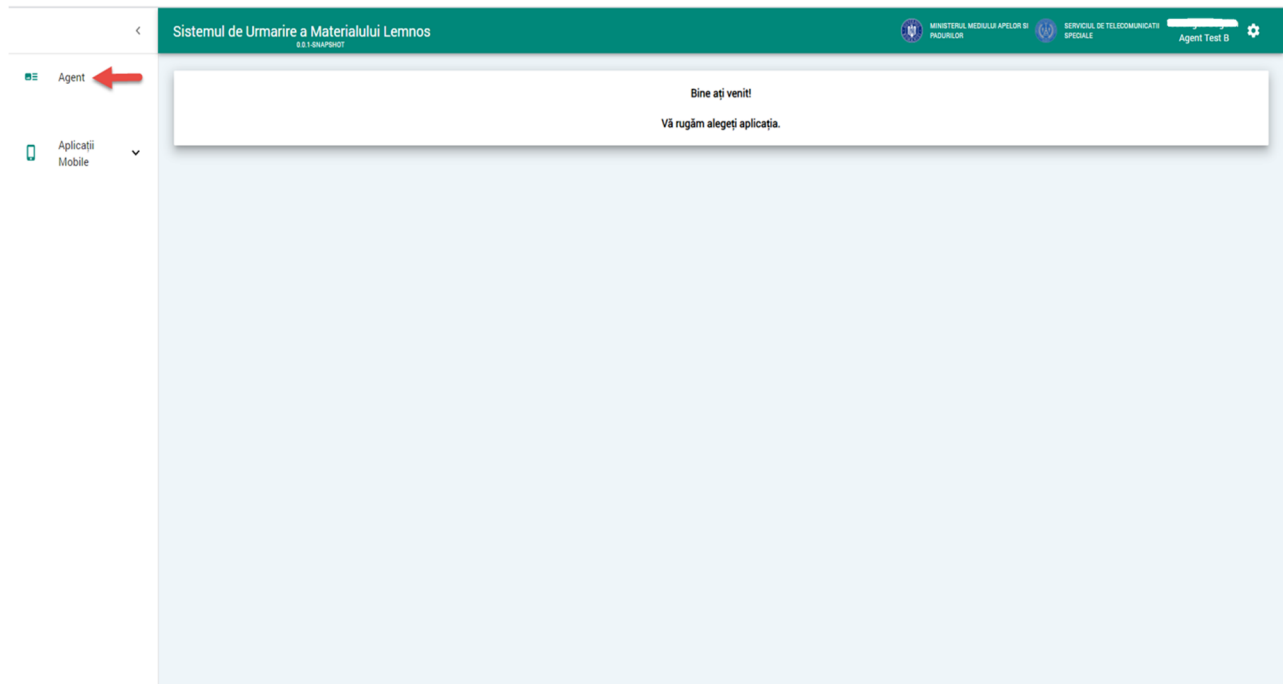 Sistemul de Urmarire a Materialului Lemnos
0.0.1-SNAPSHOT
MINISTERUL MEDIULUI APELOR SI
PADURILOR
SERVICIUL DE TELECOMUNICATII
SPECIALE
Agent Test B
Agent
Aplicații
Mobile
Bine ați venit!
Vă rugăm alegeți aplicația.